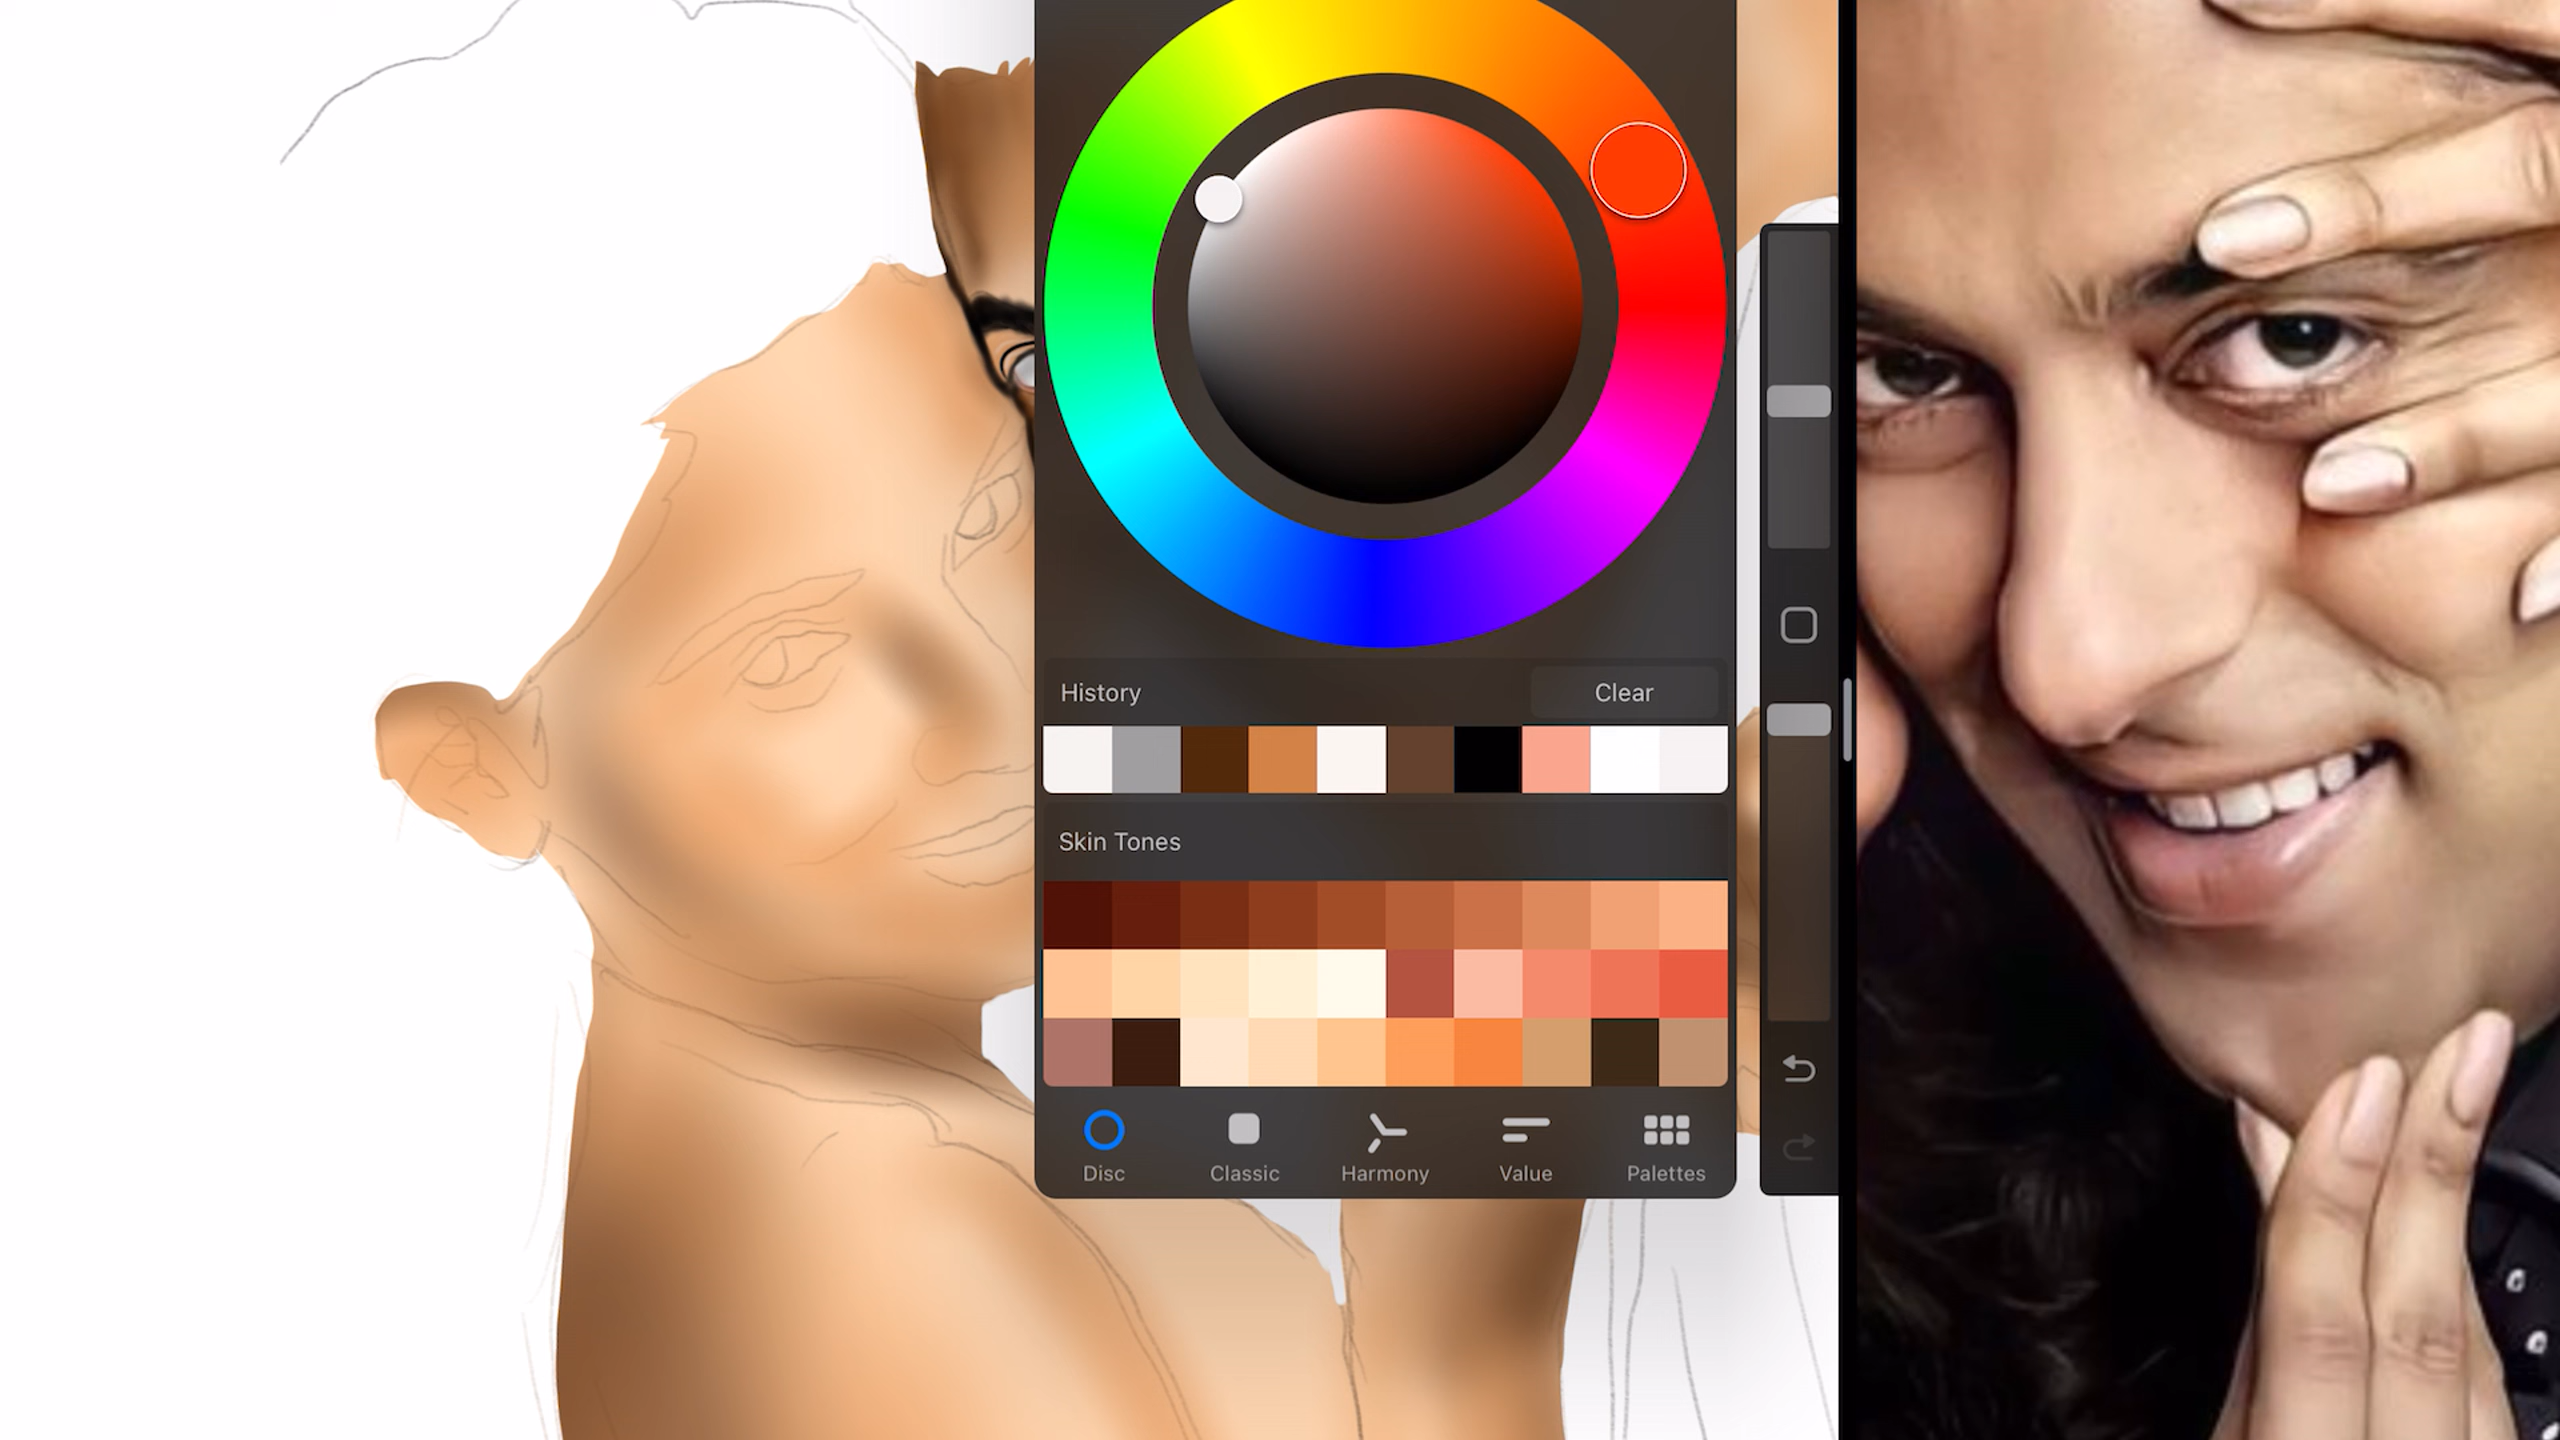 History
Clear
Skin Tones
Disc
Classic
Harmony
Value
Palettes